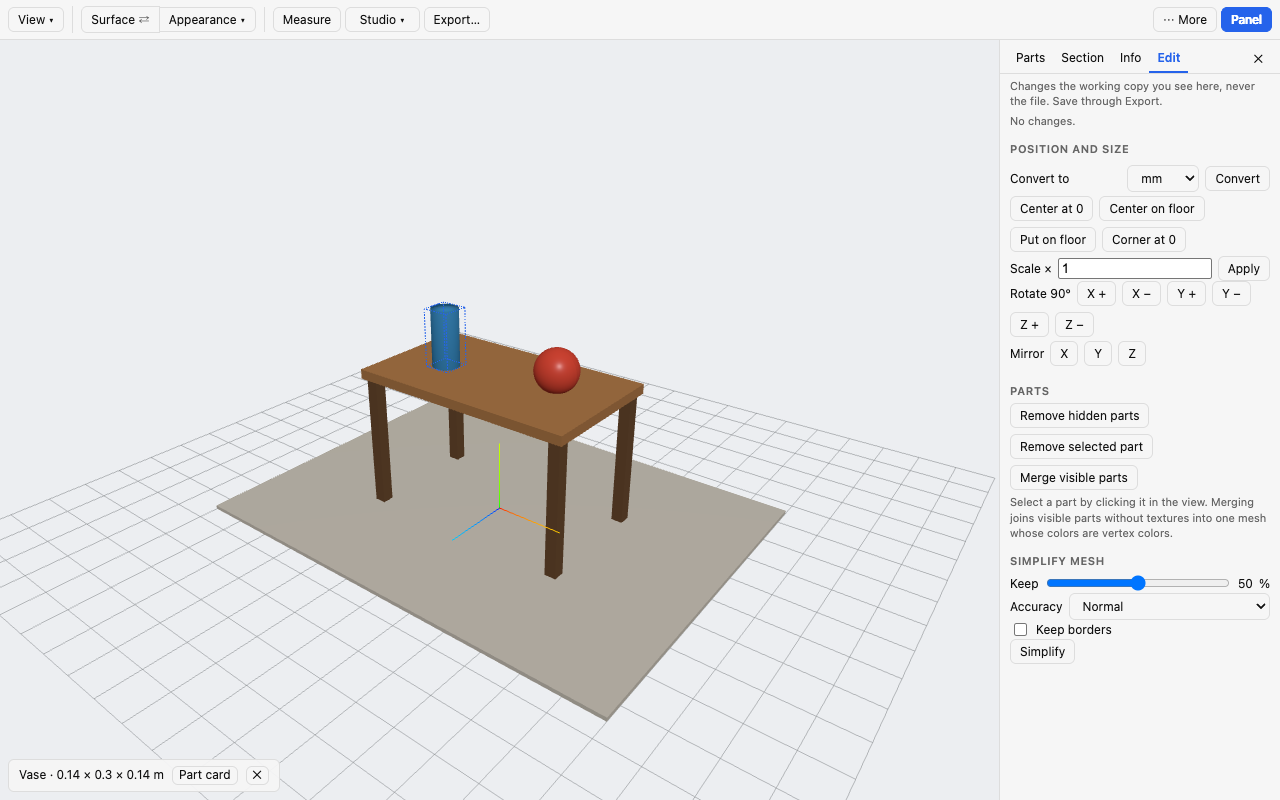 View ▾ Surface ⇄ Appearance ▾ Measure Studio ▾ Export... ··· More Panel
Parts Section Info Edit ×
Changes the working copy you see here, never
the file. Save through Export.
No changes.
POSITION AND SIZE
Convert to mm Convert
Center at 0 Center on floor
Put on floor Corner at 0
Scale × 1 Apply
Rotate 90° X + X − Y + Y −
Z + Z −
Mirror X Y Z
PARTS
Remove hidden parts
Remove selected part
Merge visible parts
Select a part by clicking it in the view. Merging
joins visible parts without textures into one mesh
whose colors are vertex colors.
SIMPLIFY MESH
Keep 50 %
Accuracy Normal
Keep borders
Simplify
Vase · 0.14 × 0.3 × 0.14 m Part card ×